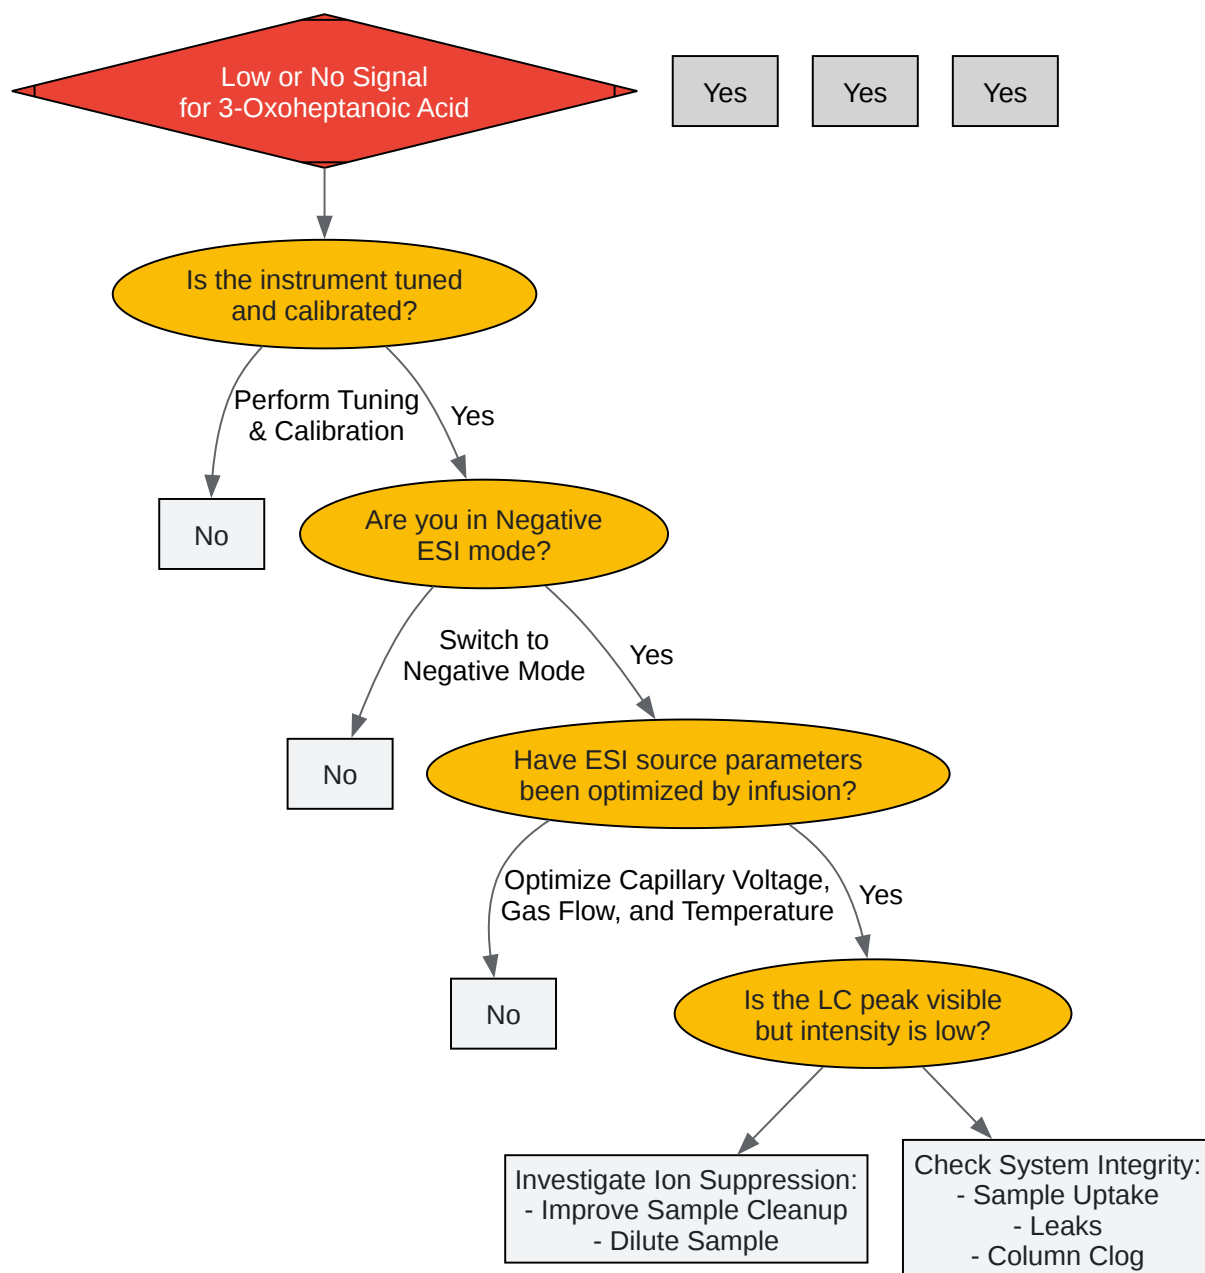 Low or No Signal
for 3-Oxoheptanoic Acid
Yes
Yes
Yes
Is the instrument tuned
and calibrated?
Perform Tuning
& Calibration
Yes
No
Are you in Negative
ESI mode?
Switch to
Negative Mode
Yes
No
Have ESI source parameters
been optimized by infusion?
Optimize Capillary Voltage,
Gas Flow, and Temperature
Yes
No
Is the LC peak visible
but intensity is low?
Investigate Ion Suppression:
- Improve Sample Cleanup
- Dilute Sample
Check System Integrity:
- Sample Uptake
- Leaks
- Column Clog